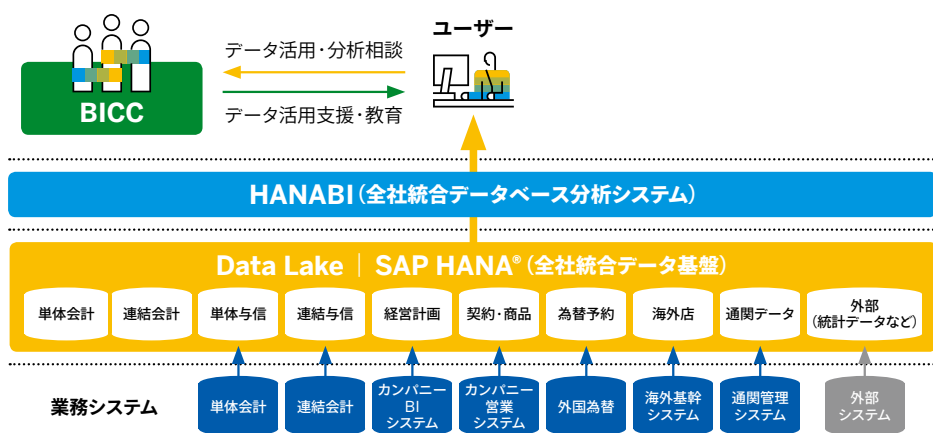 ユーザー
データ活用・分析相談
データ活用支援・教育
BICC
HANABI(全社統合データベース分析システム)
Data Lake | SAP HANA®(全社統合データ基盤)
単体会計
連結会計
単体与信
連結与信
経営計画
契約・商品
為替予約
海外店
通関データ
外部
(統計データなど)
業務システム
単体会計
連結会計
カンパニー
BI
システム
カンパニー
営業
システム
外国為替
海外基幹
システム
通関管理
システム
外部
システム